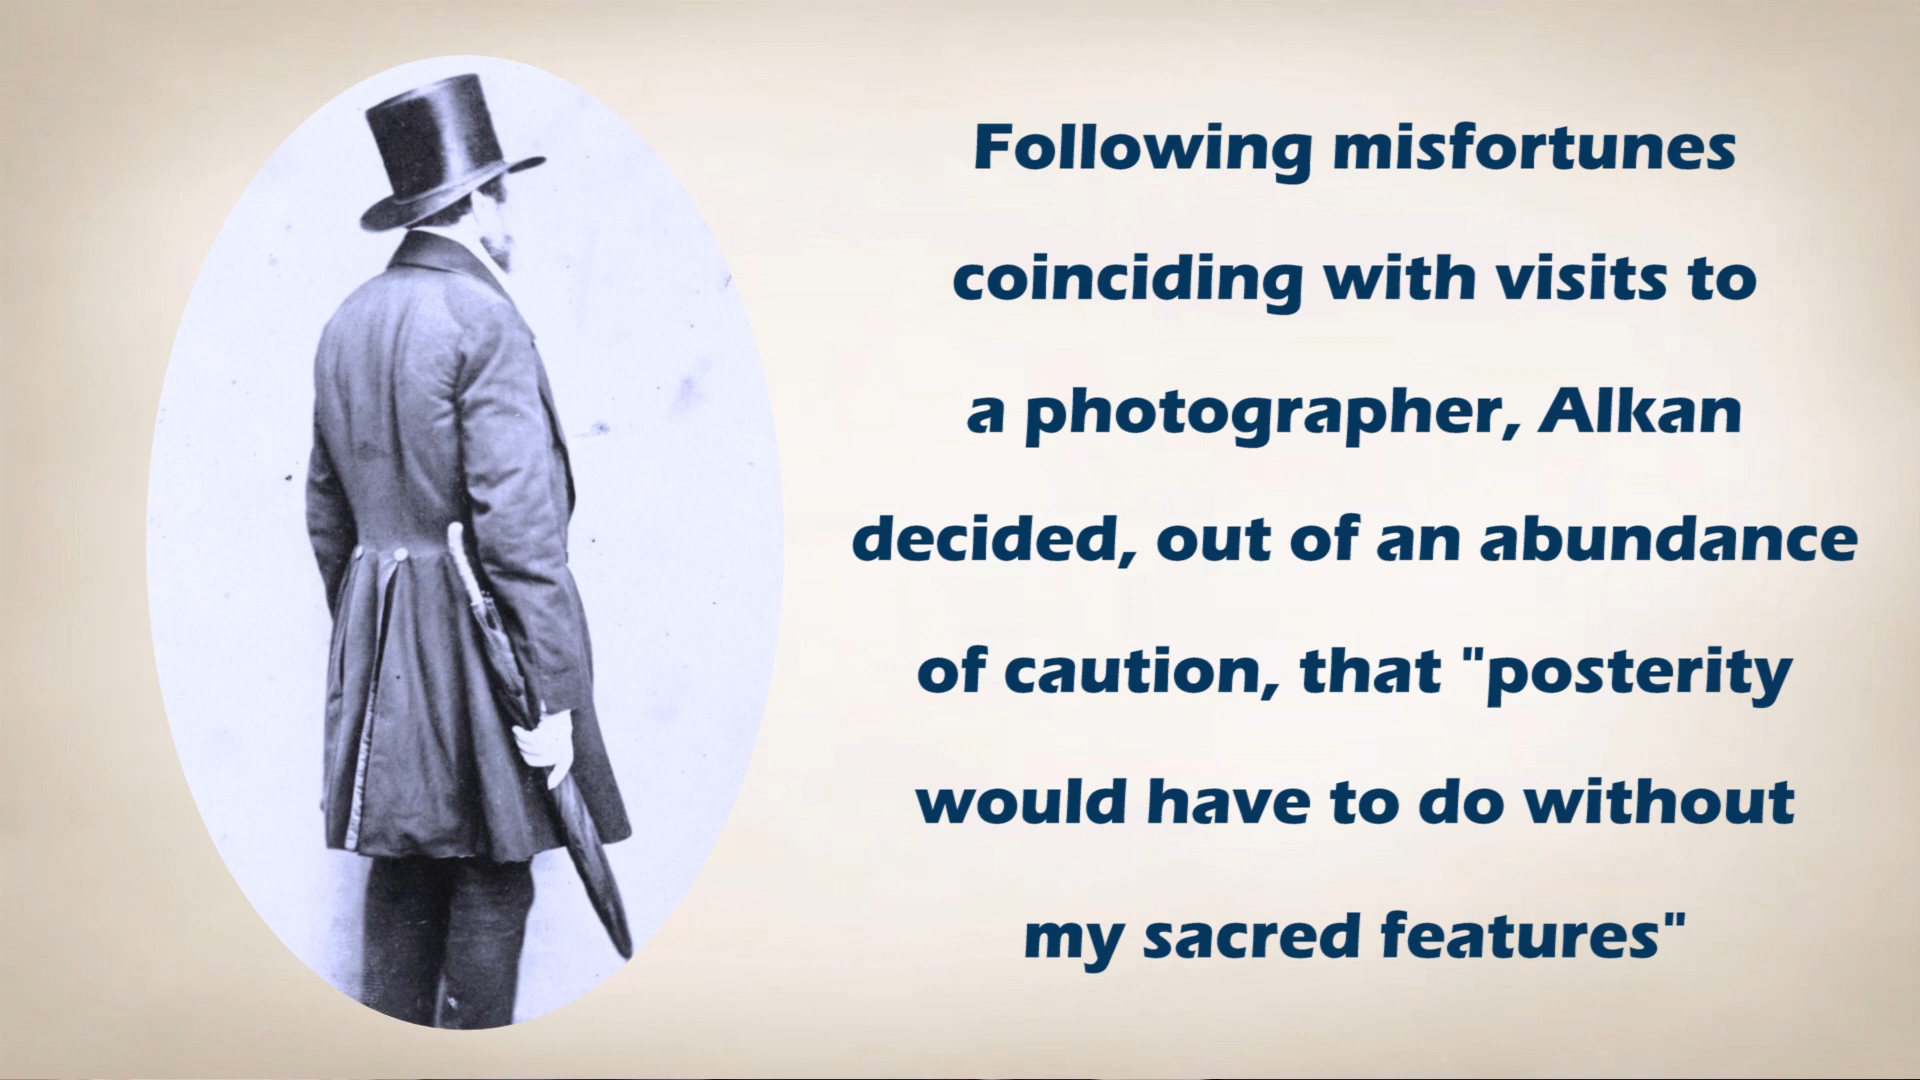 Following misfortunes
coinciding with visits to
a photographer, Alkan
decided, out of an abundance
of caution, that "posterity
would have to do without
my sacred features"